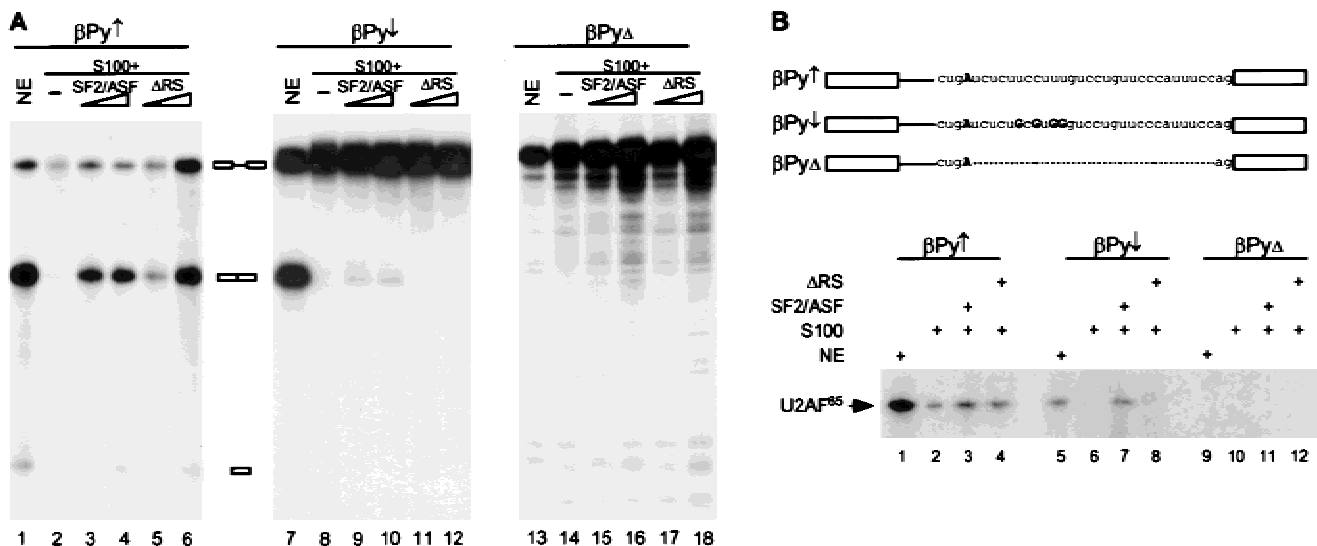 A
βPy↑ βPy↓ βPyΔ
S100+ S100+ S100+
NE – SF2/ASF ΔRS NE – SF2/ASF ΔRS NE – SF2/ASF ΔRS
1 2 3 4 5 6 7 8 9 10 11 12 13 14 15 16 17 18
B
βPy↑ cugAucucuuccuuuguccuguucccauuuccag
βPy↓ cugAucucuGcGuGGguccuguucccauuuccag
βPyΔ cugA--------------------------ag
βPy↑ βPy↓ βPyΔ
ΔRS + + +
SF2/ASF + + +
S100 + + + + + + + + +
NE + + +
U2AF65
1 2 3 4 5 6 7 8 9 10 11 12